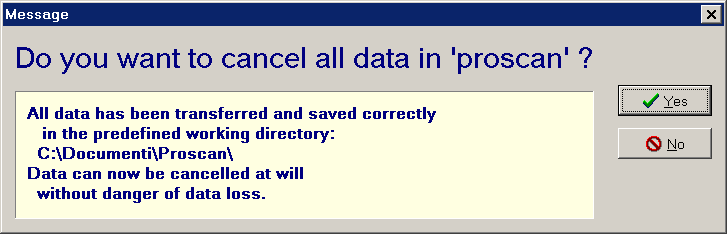 Message
Do you want to cancel all data in 'proscan' ?
All data has been transferred and saved correctly
in the predefined working directory:
C:\Documenti\Proscan\
Data can now be cancelled at will
without danger of data loss.
Yes
No